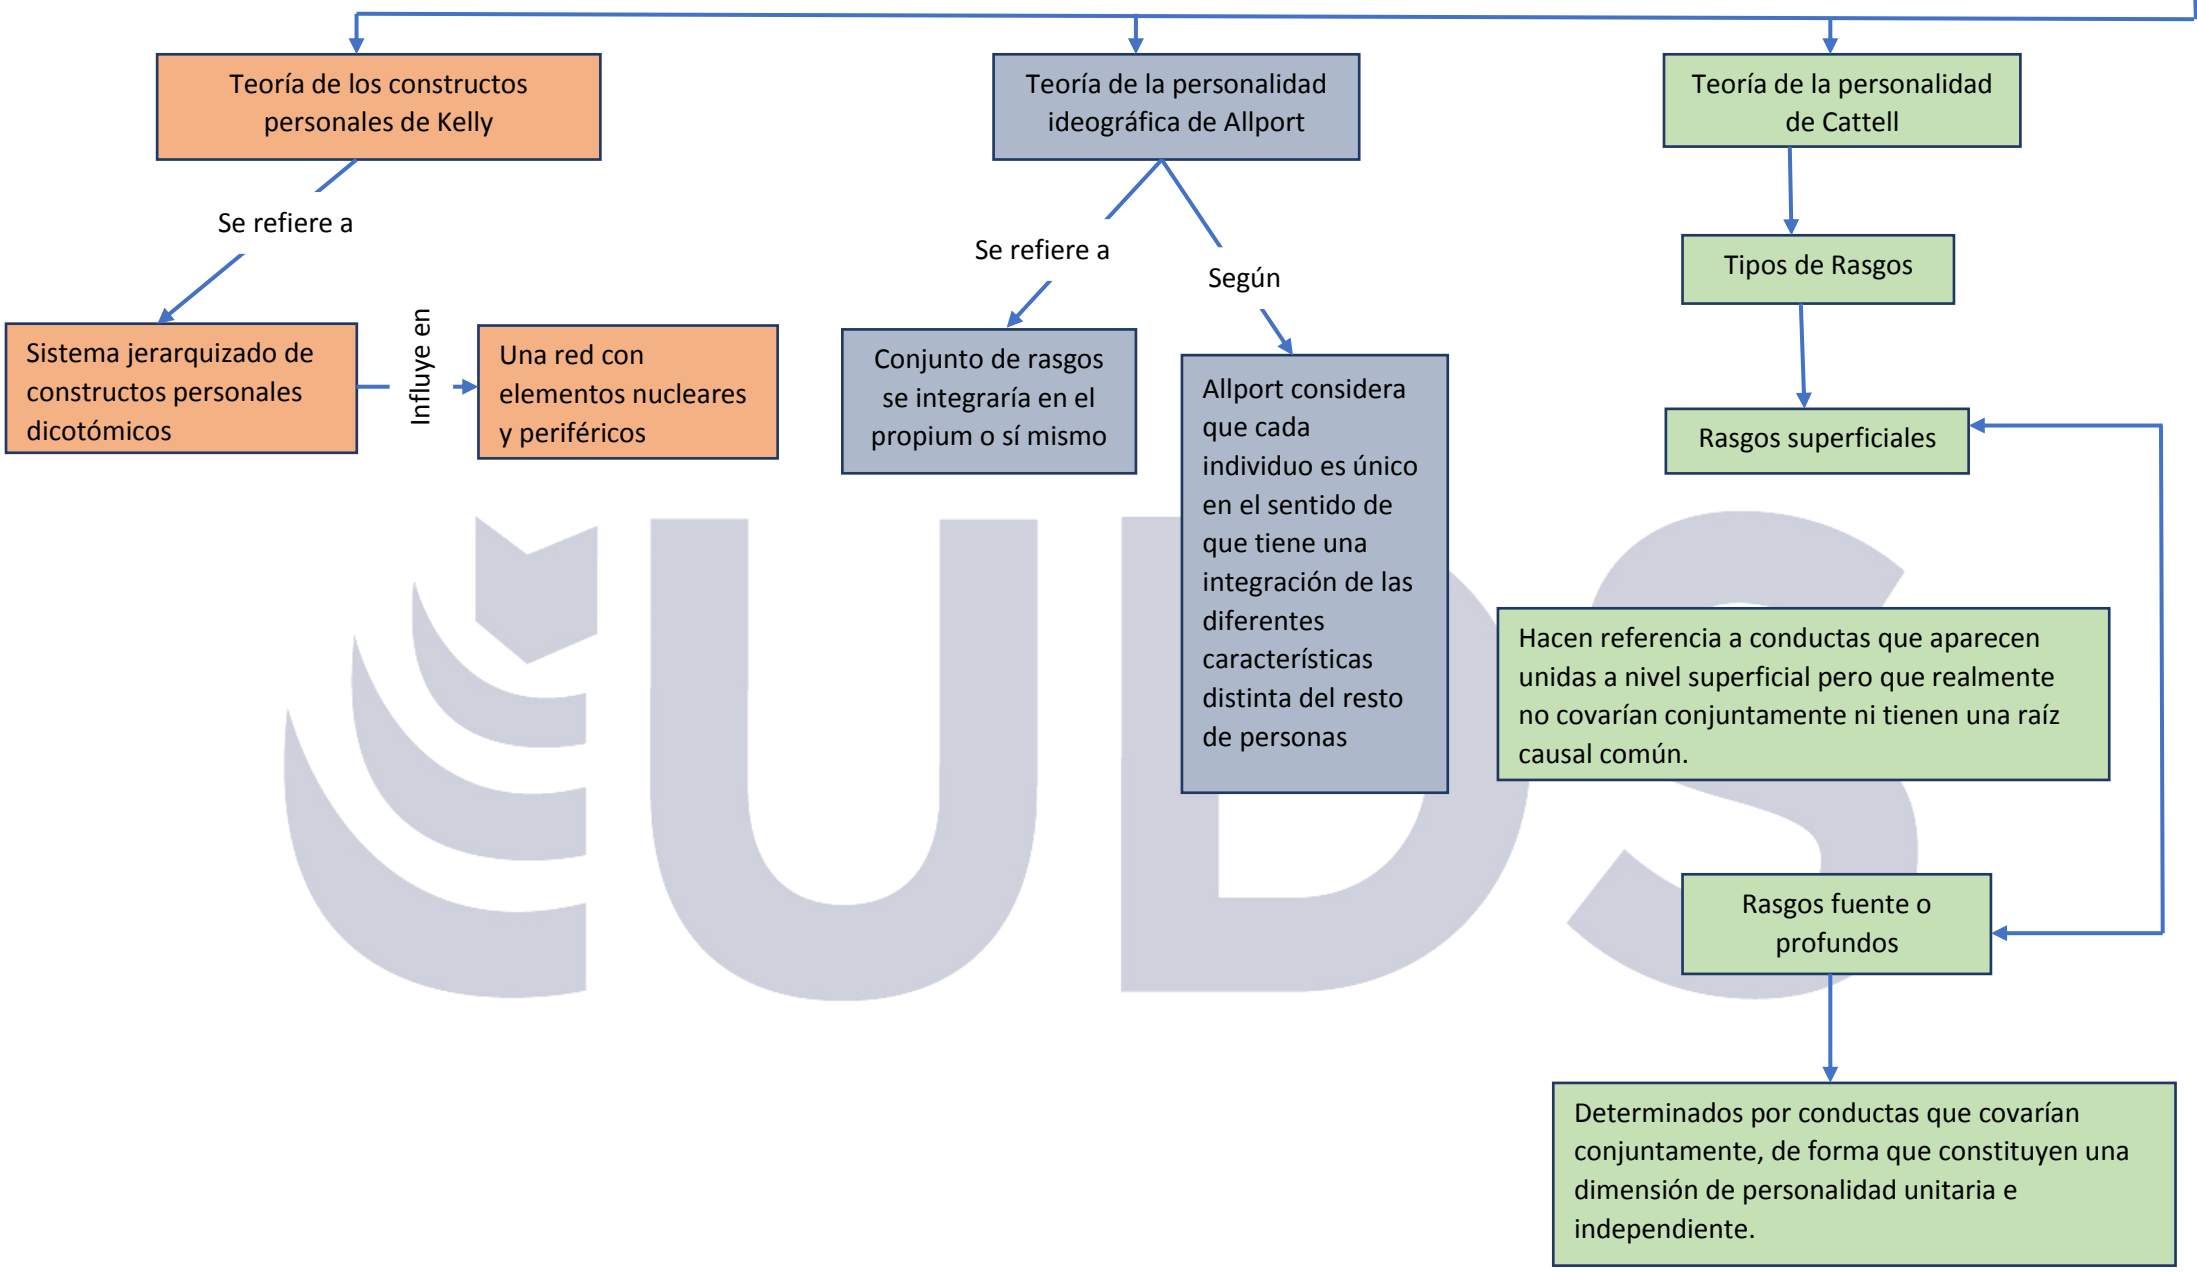 Teoría de los constructos
personales de Kelly
Se refiere a
Sistema jerarquizado de
constructos personales
dicotómicos
Influye en
Una red con
elementos nucleares
y periféricos
Teoría de la personalidad
ideográfica de Allport
Se refiere a
Conjunto de rasgos
se integraría en el
propium o sí mismo
Según
Allport considera
que cada
individuo es único
en el sentido de
que tiene una
integración de las
diferentes
características
distinta del resto
de personas
Teoría de la personalidad
de Cattell
Tipos de Rasgos
Rasgos superficiales
Hacen referencia a conductas que aparecen
unidas a nivel superficial pero que realmente
no covarían conjuntamente ni tienen una raíz
causal común.
Rasgos fuente o
profundos
Determinados por conductas que covarían
conjuntamente, de forma que constituyen una
dimensión de personalidad unitaria e
independiente.
UDS